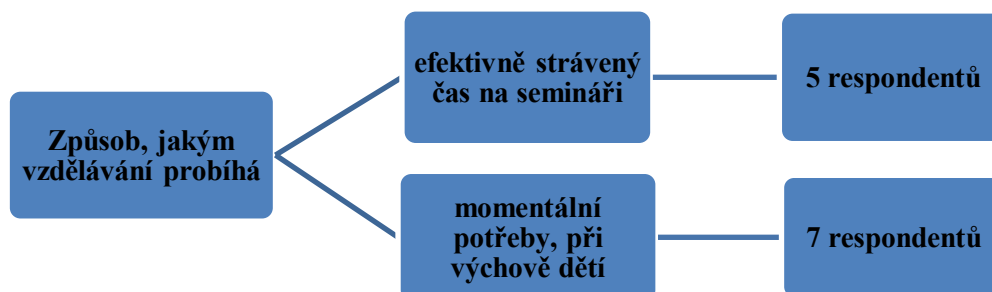 Způsob, jakým
vzdělávání probíhá
efektivně strávený
čas na semináři
5 respondentů
momentální
potřeby, při
výchově dětí
7 respondentů